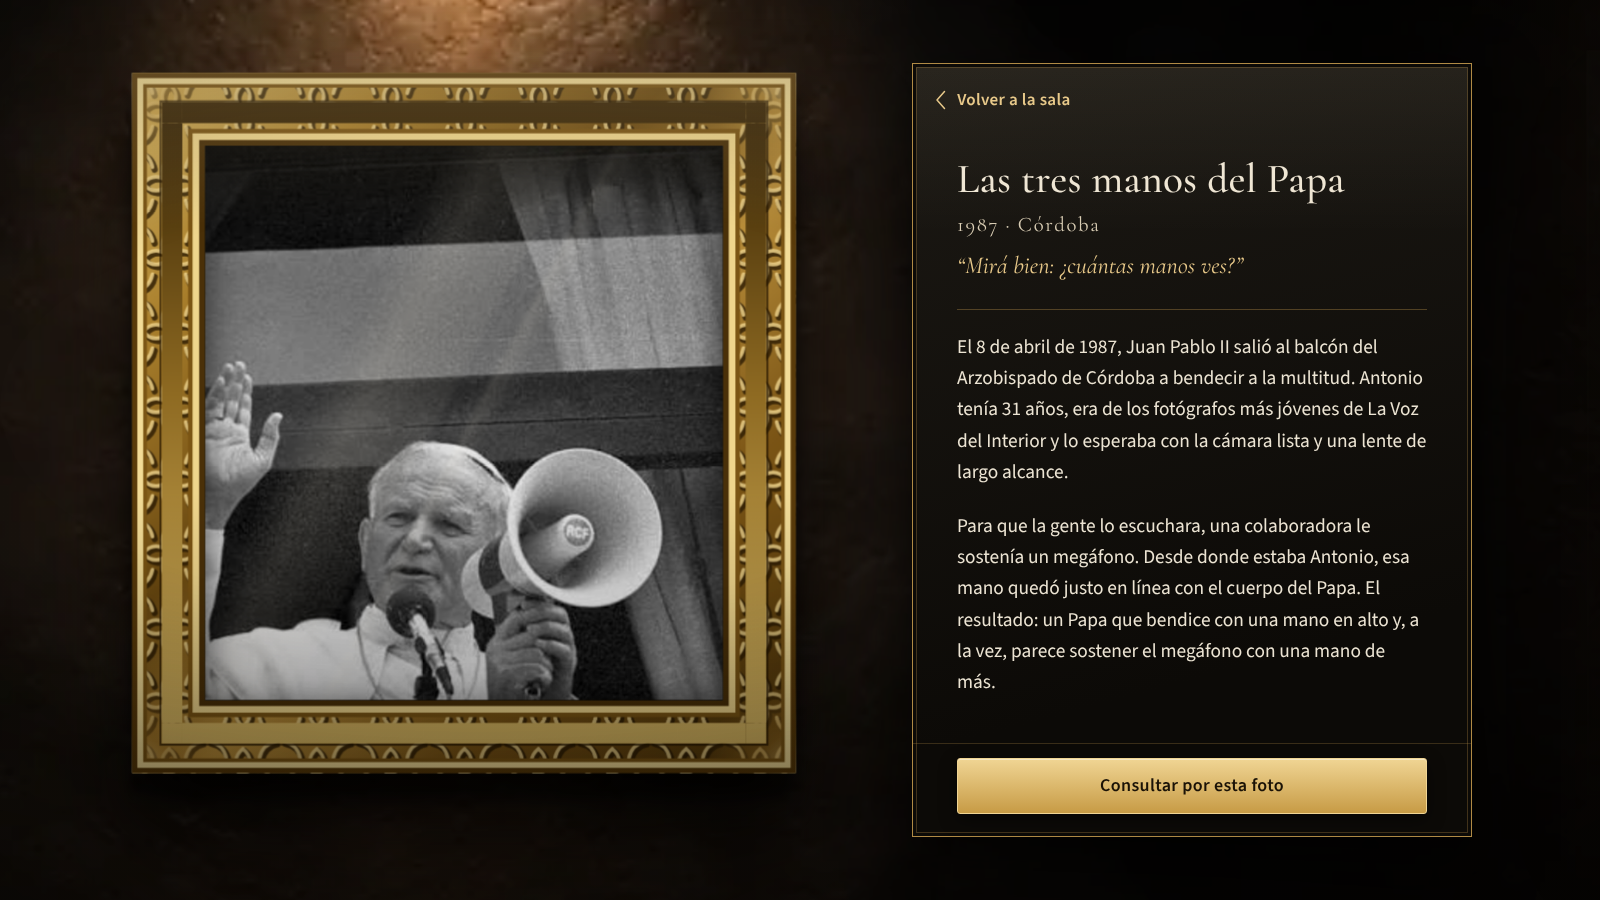 Volver a la sala
Las tres manos del Papa
1987 · Córdoba
“Mirá bien: ¿cuántas manos ves?”
El 8 de abril de 1987, Juan Pablo II salió al balcón del
Arzobispado de Córdoba a bendecir a la multitud. Antonio
tenía 31 años, era de los fotógrafos más jóvenes de La Voz
del Interior y lo esperaba con la cámara lista y una lente de
largo alcance.
Para que la gente lo escuchara, una colaboradora le
sostenía un megáfono. Desde donde estaba Antonio, esa
mano quedó justo en línea con el cuerpo del Papa. El
resultado: un Papa que bendice con una mano en alto y, a
la vez, parece sostener el megáfono con una mano de
más.
Consultar por esta foto
RCF